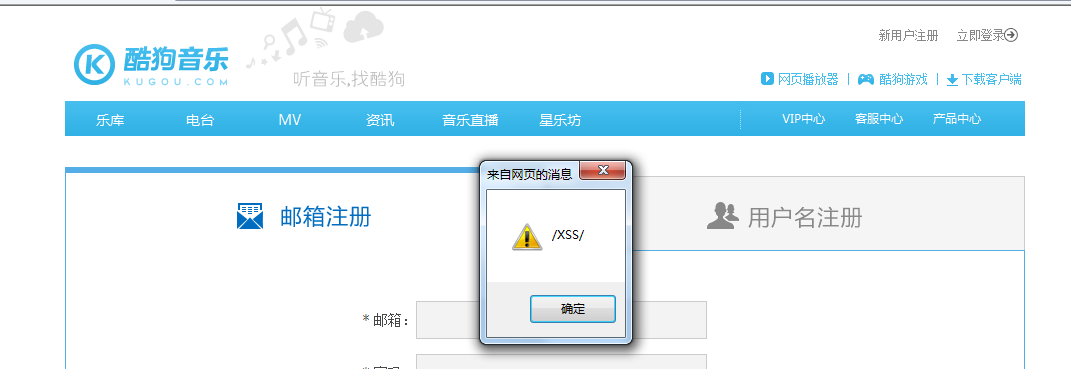 新用户注册 立即登录
酷狗音乐
KUGOU.COM
听音乐,找酷狗
网页播放器 | 酷狗游戏 | 下载客户端
乐库 电台 MV 资讯 音乐直播 星乐坊 VIP中心 客服中心 产品中心
来自网页的消息
邮箱注册
用户名注册
/XSS/
确定
* 邮箱：